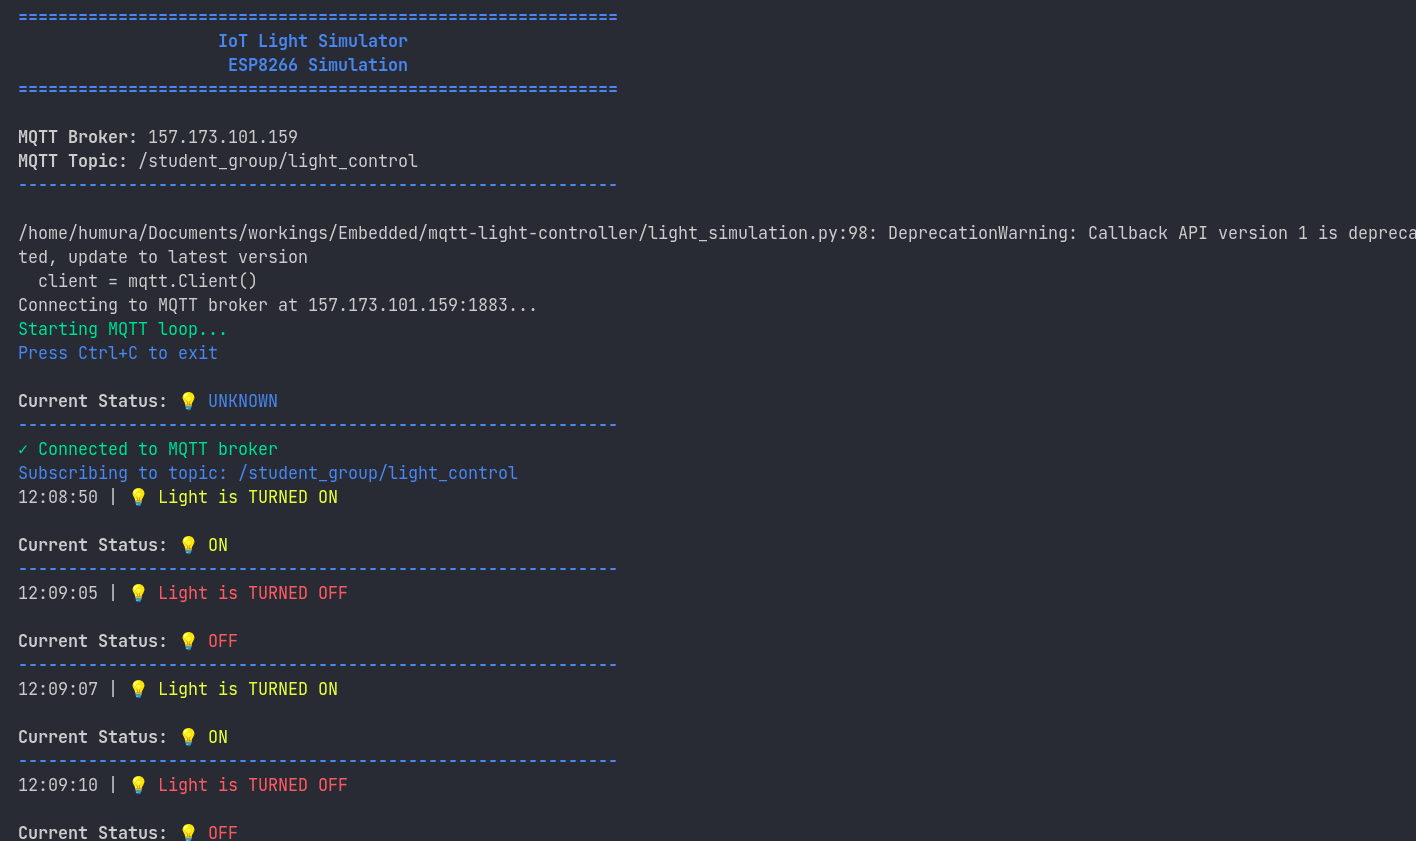 ============================================================
IoT Light Simulator
ESP8266 Simulation
============================================================
MQTT Broker: 157.173.101.159
MQTT Topic: /student_group/light_control
------------------------------------------------------------
/home/humura/Documents/workings/Embedded/mqtt-light-controller/light_simulation.py:98: DeprecationWarning: Callback API version 1 is depreca
ted, update to latest version
  client = mqtt.Client()
Connecting to MQTT broker at 157.173.101.159:1883...
Starting MQTT loop...
Press Ctrl+C to exit
Current Status: 💡 UNKNOWN
------------------------------------------------------------
✓ Connected to MQTT broker
Subscribing to topic: /student_group/light_control
12:08:50 | 💡 Light is TURNED ON
Current Status: 💡 ON
------------------------------------------------------------
12:09:05 | 💡 Light is TURNED OFF
Current Status: 💡 OFF
------------------------------------------------------------
12:09:07 | 💡 Light is TURNED ON
Current Status: 💡 ON
------------------------------------------------------------
12:09:10 | 💡 Light is TURNED OFF
Current Status: 💡 OFF